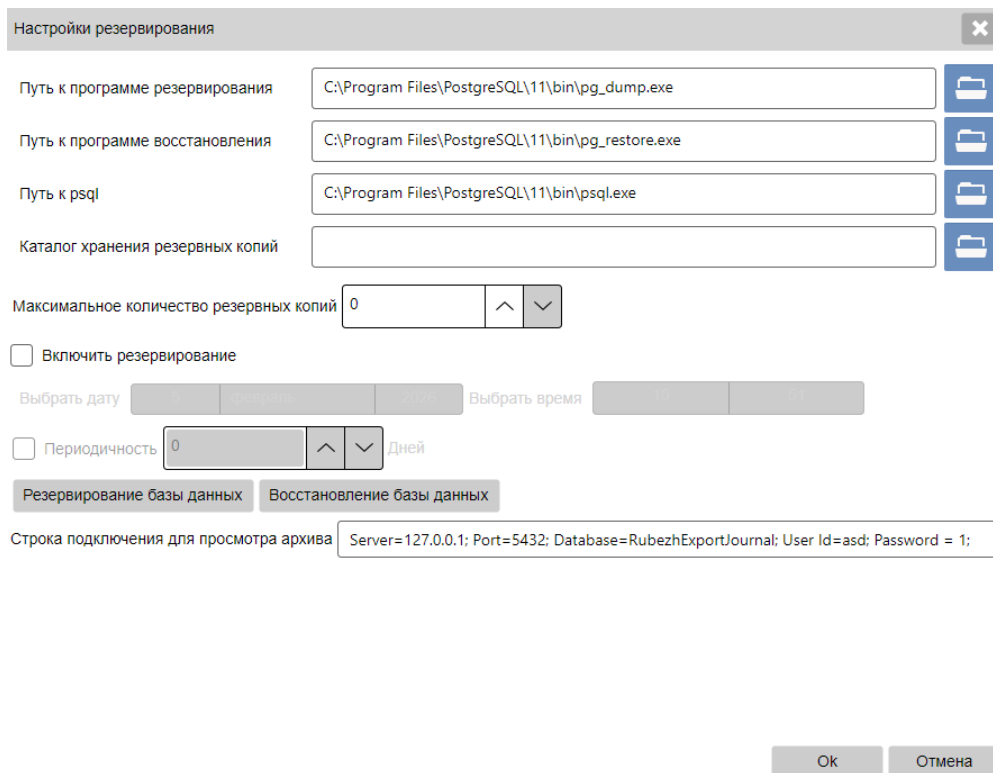 Настройки резервирования
Путь к программе резервирования C:\Program Files\PostgreSQL\11\bin\pg_dump.exe
Путь к программе восстановления C:\Program Files\PostgreSQL\11\bin\pg_restore.exe
Путь к psql C:\Program Files\PostgreSQL\11\bin\psql.exe
Каталог хранения резервных копий
Максимальное количество резервных копий 0
Включить резервирование
Выбрать дату 5 февраль 2026 Выбрать время 10 51
Периодичность 0 Дней
Резервирование базы данных Восстановление базы данных
Строка подключения для просмотра архива Server=127.0.0.1; Port=5432; Database=RubezhExportJournal; User Id=asd; Password = 1;
Ok Отмена